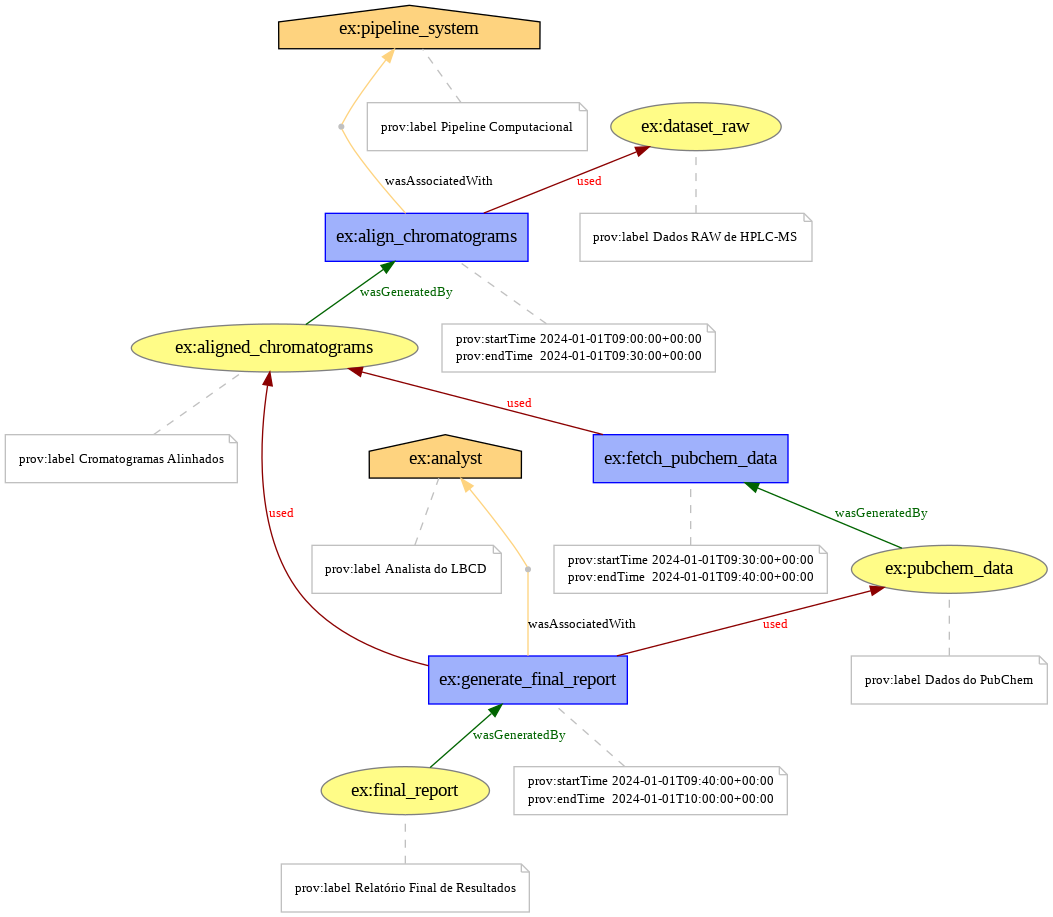 ex:pipeline_system
prov:label Pipeline Computacional
ex:dataset_raw
wasAssociatedWith
used
ex:align_chromatograms
prov:label Dados RAW de HPLC-MS
wasGeneratedBy
prov:startTime 2024-01-01T09:00:00+00:00
prov:endTime  2024-01-01T09:30:00+00:00
ex:aligned_chromatograms
used
prov:label Cromatogramas Alinhados
ex:analyst
ex:fetch_pubchem_data
used
wasGeneratedBy
prov:label Analista do LBCD
prov:startTime 2024-01-01T09:30:00+00:00
prov:endTime  2024-01-01T09:40:00+00:00
ex:pubchem_data
wasAssociatedWith
used
ex:generate_final_report
prov:label Dados do PubChem
wasGeneratedBy
ex:final_report
prov:startTime 2024-01-01T09:40:00+00:00
prov:endTime  2024-01-01T10:00:00+00:00
prov:label Relatório Final de Resultados